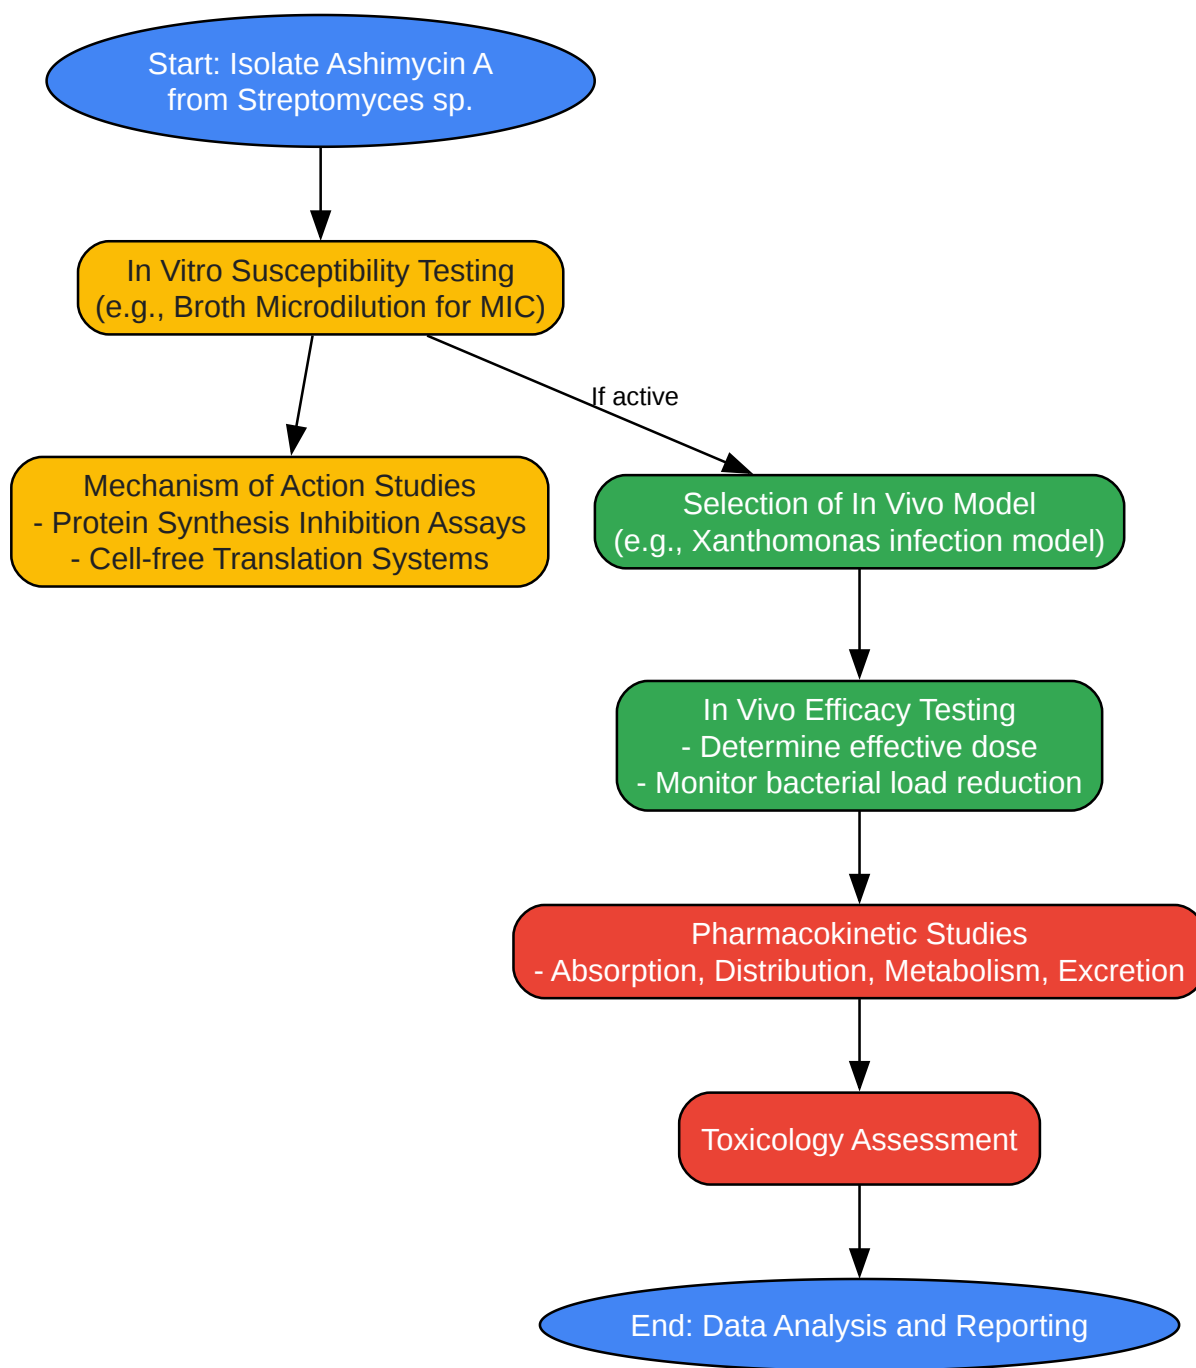 Start: Isolate Ashimycin A
from Streptomyces sp.
In Vitro Susceptibility Testing
(e.g., Broth Microdilution for MIC)
If active
Mechanism of Action Studies
- Protein Synthesis Inhibition Assays
- Cell-free Translation Systems
Selection of In Vivo Model
(e.g., Xanthomonas infection model)
In Vivo Efficacy Testing
- Determine effective dose
- Monitor bacterial load reduction
Pharmacokinetic Studies
- Absorption, Distribution, Metabolism, Excretion
Toxicology Assessment
End: Data Analysis and Reporting